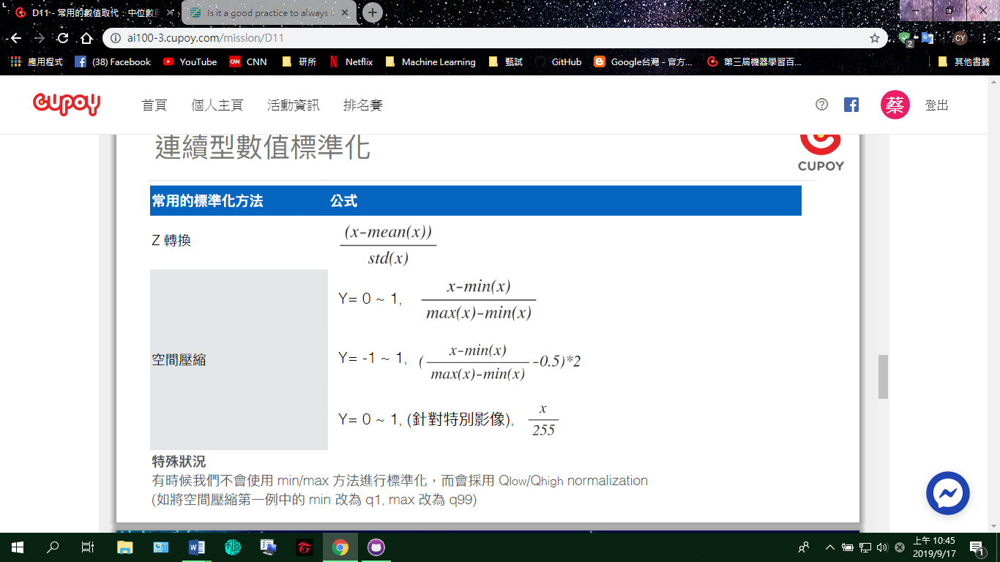 D11 - 常用的數值取代：中位數與
Is it a good practice to always s
ai100-3.cupoy.com/mission/D11
2
CY
應用程式
(38) Facebook
YouTube
CNN
研所
Netflix
Machine Learning
甄試
GitHub
Google台灣 - 官方...
第三屆機器學習百...
其他書籤
cupoy
首頁
個人主頁
活動資訊
排名賽
蔡
登出
連續型數值標準化
CUPOY
常用的標準化方法
公式
Z 轉換
(x-mean(x))
std(x)
空間壓縮
Y= 0 ~ 1, x-min(x)
max(x)-min(x)
Y= -1 ~ 1, ( x-min(x) -0.5)*2
max(x)-min(x)
Y= 0 ~ 1, (針對特別影像), x
255
特殊狀況
有時候我們不會使用 min/max 方法進行標準化，而會採用 Qlow/Qhigh normalization
(如將空間壓縮第一例中的 min 改為 q1, max 改為 q99)
上午 10:45
2019/9/17
1